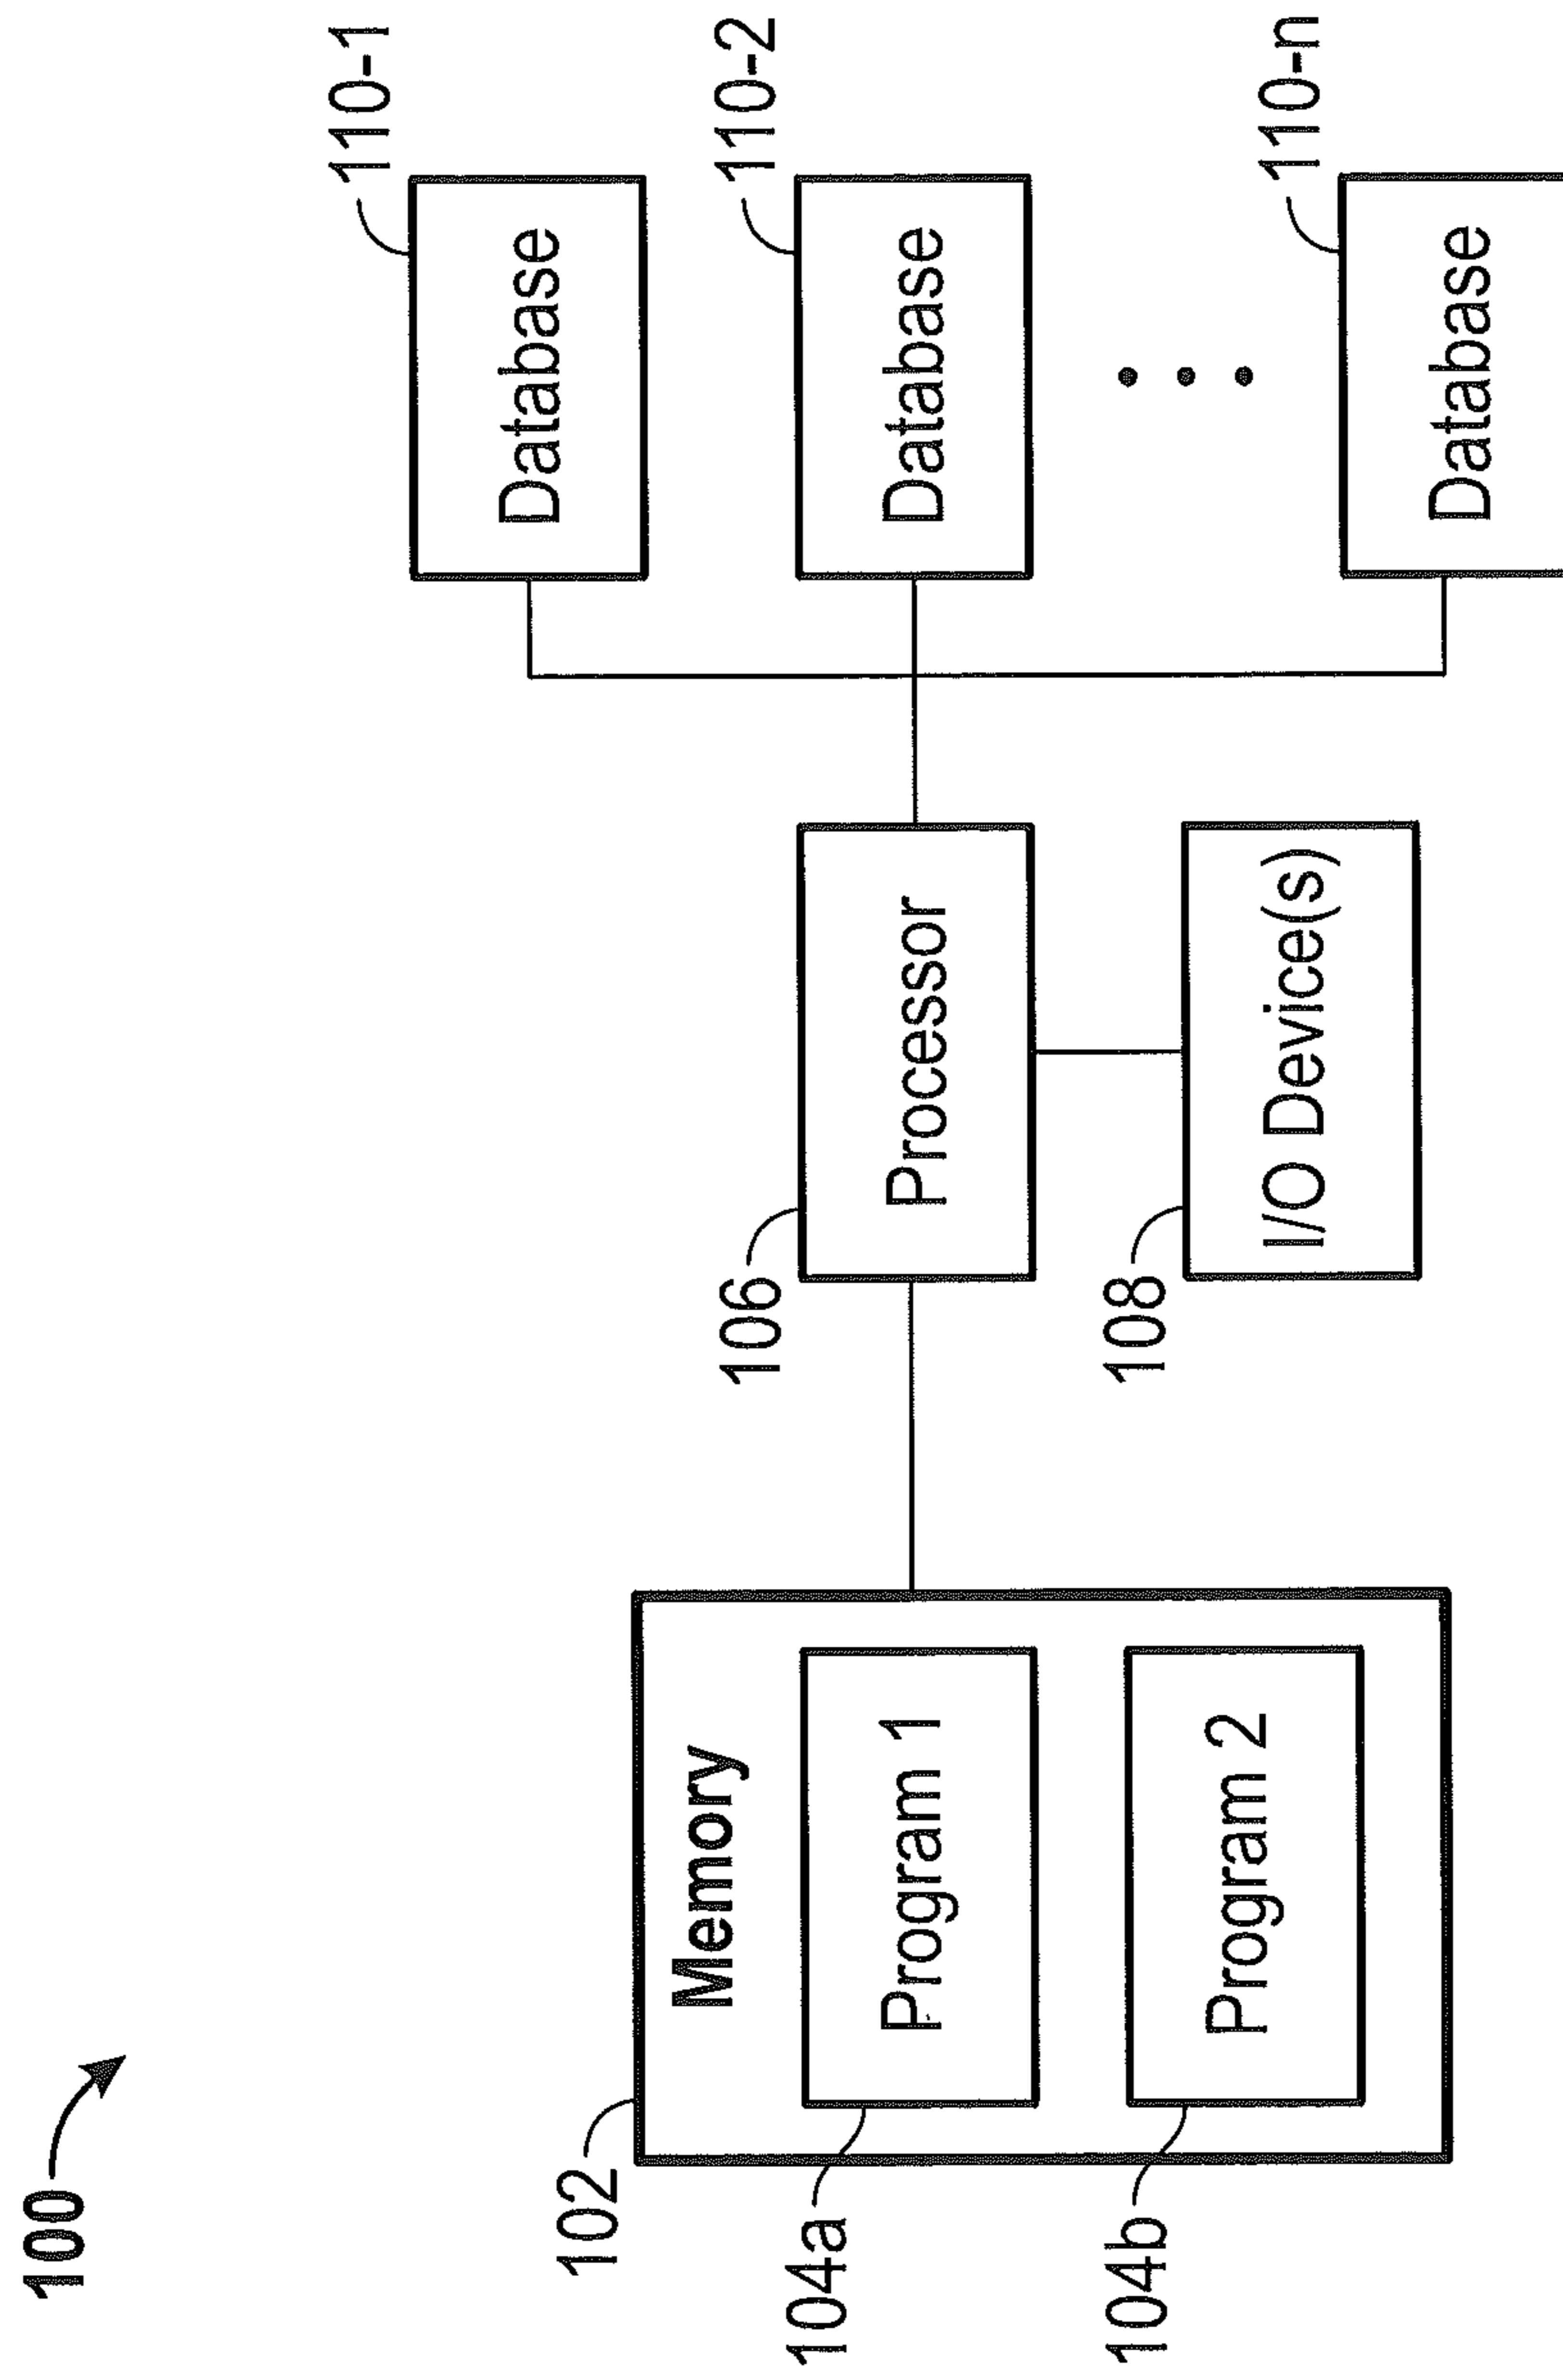 100
102
Memory
104a
Program 1
104b
Program 2
106
Processor
108
I/O Device(s)
110-1
Database
110-2
Database
110-n
Database